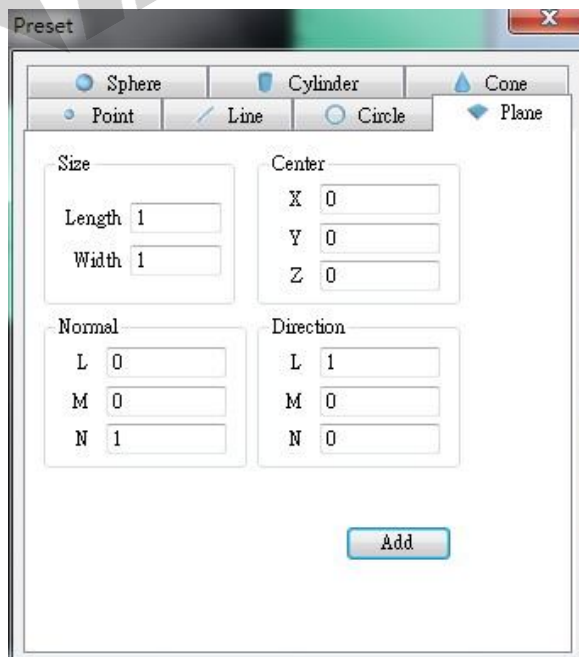 Preset
Sphere Cylinder Cone
Point Line Circle Plane
Size
Length 1
Width 1
Center
X 0
Y 0
Z 0
Normal
L 0
M 0
N 1
Direction
L 1
M 0
N 0
Add